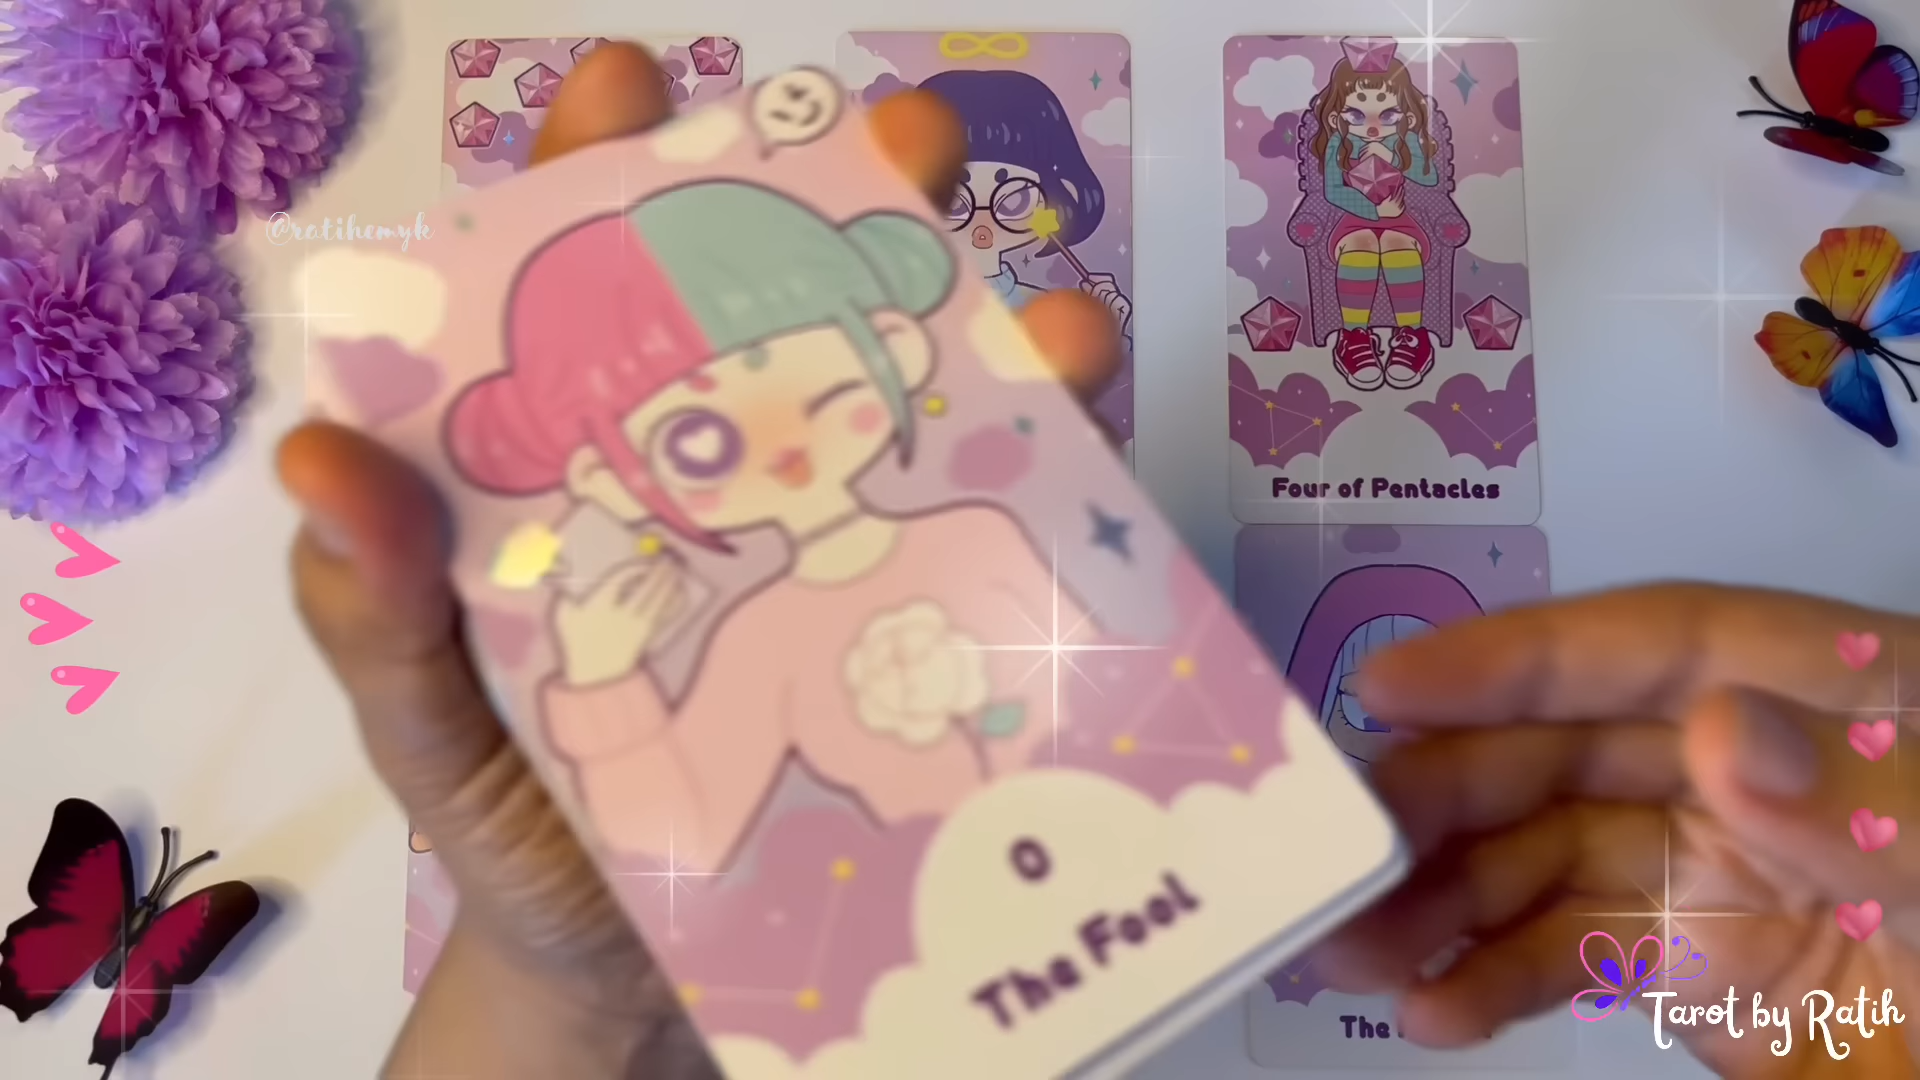 @ratihemyk
Four of Pentacles
0
The Fool
The
Tarot by Ratih